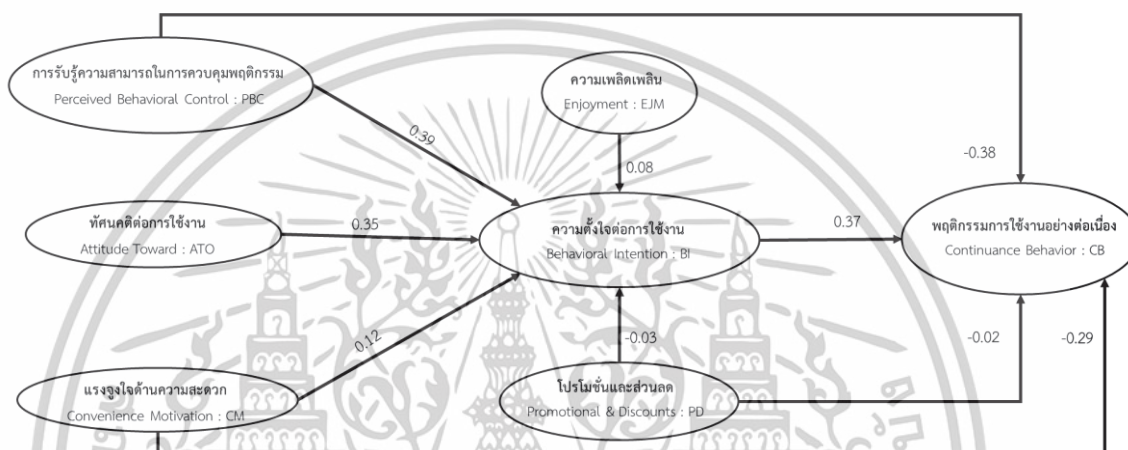 การรับรู้ความสามารถในการควบคุมพฤติกรรม
Perceived Behavioral Control : PBC
ความเพลิดเพลิน
Enjoyment : EJM
0.39
0.08
-0.38
ทัศนคติต่อการใช้งาน
Attitude Toward : ATO
0.35
ความตั้งใจต่อการใช้งาน
Behavioral Intention : BI
0.37
พฤติกรรมการใช้งานอย่างต่อเนื่อง
Continuance Behavior : CB
0.12
-0.03
-0.02
-0.29
แรงจูงใจด้านความสะดวก
Convenience Motivation : CM
โปรโมชั่นและส่วนลด
Promotional & Discounts : PD